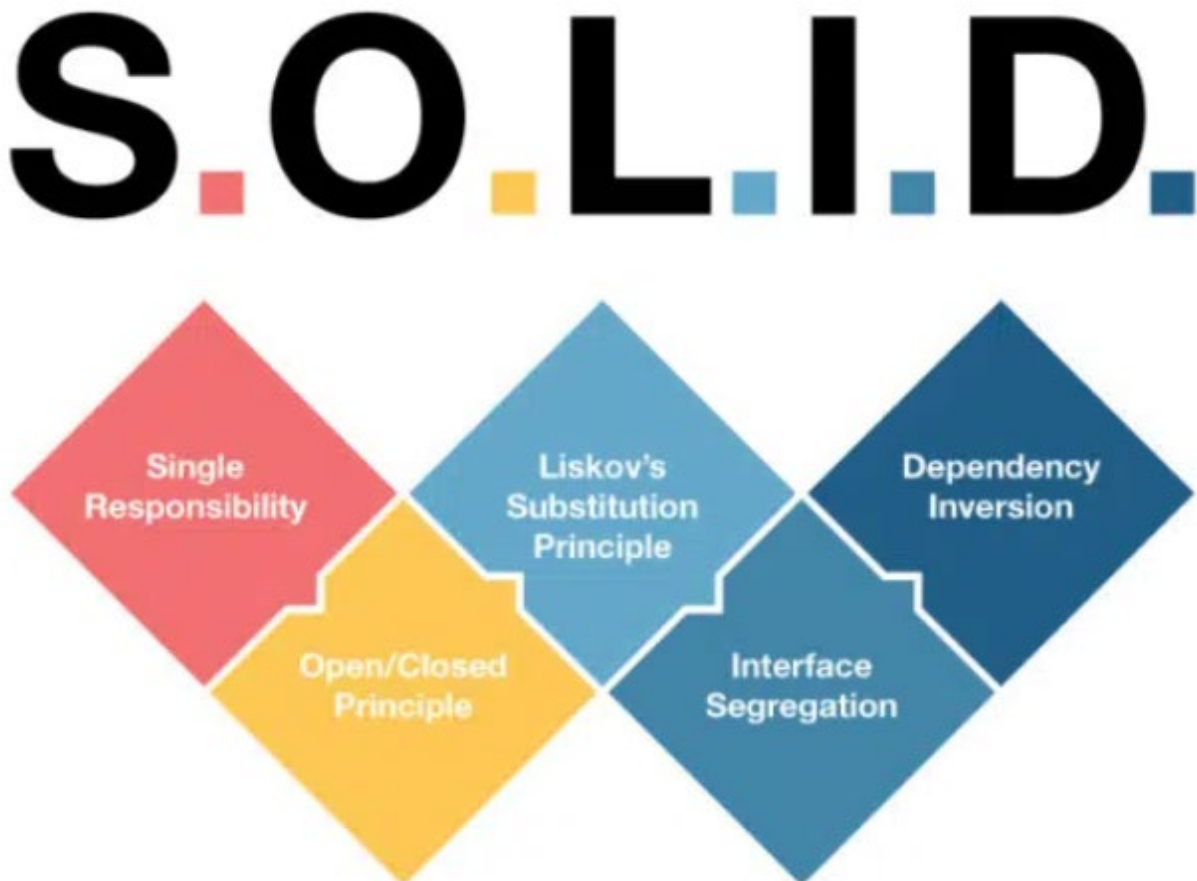 S.O.L.I.D.
Single
Responsibility
Open/Closed
Principle
Liskov's
Substitution
Principle
Interface
Segregation
Dependency
Inversion